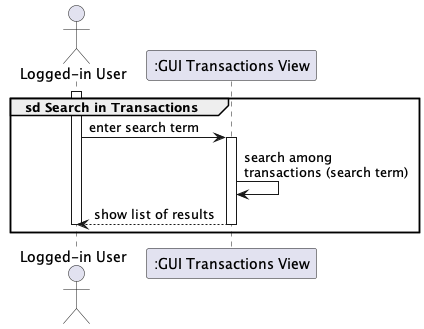 Logged-in User
:GUI Transactions View
sd Search in Transactions
enter search term
search among
transactions (search term)
show list of results
Logged-in User
:GUI Transactions View